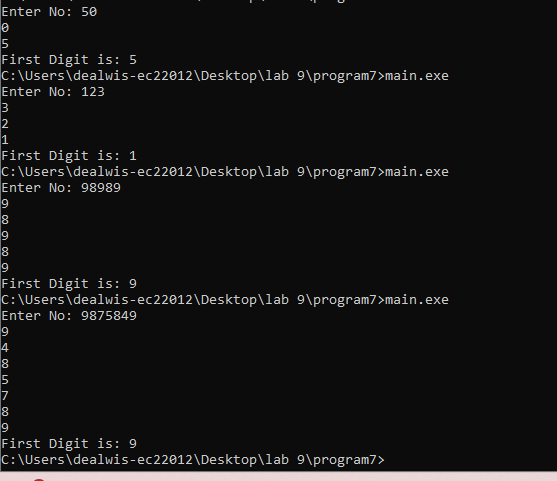 Enter No: 50
0
5
First Digit is: 5
C:\Users\dealwis-ec22012\Desktop\lab 9\program7>main.exe
Enter No: 123
3
2
1
First Digit is: 1
C:\Users\dealwis-ec22012\Desktop\lab 9\program7>main.exe
Enter No: 98989
9
8
9
8
9
First Digit is: 9
C:\Users\dealwis-ec22012\Desktop\lab 9\program7>main.exe
Enter No: 9875849
9
4
8
5
7
8
9
First Digit is: 9
C:\Users\dealwis-ec22012\Desktop\lab 9\program7>